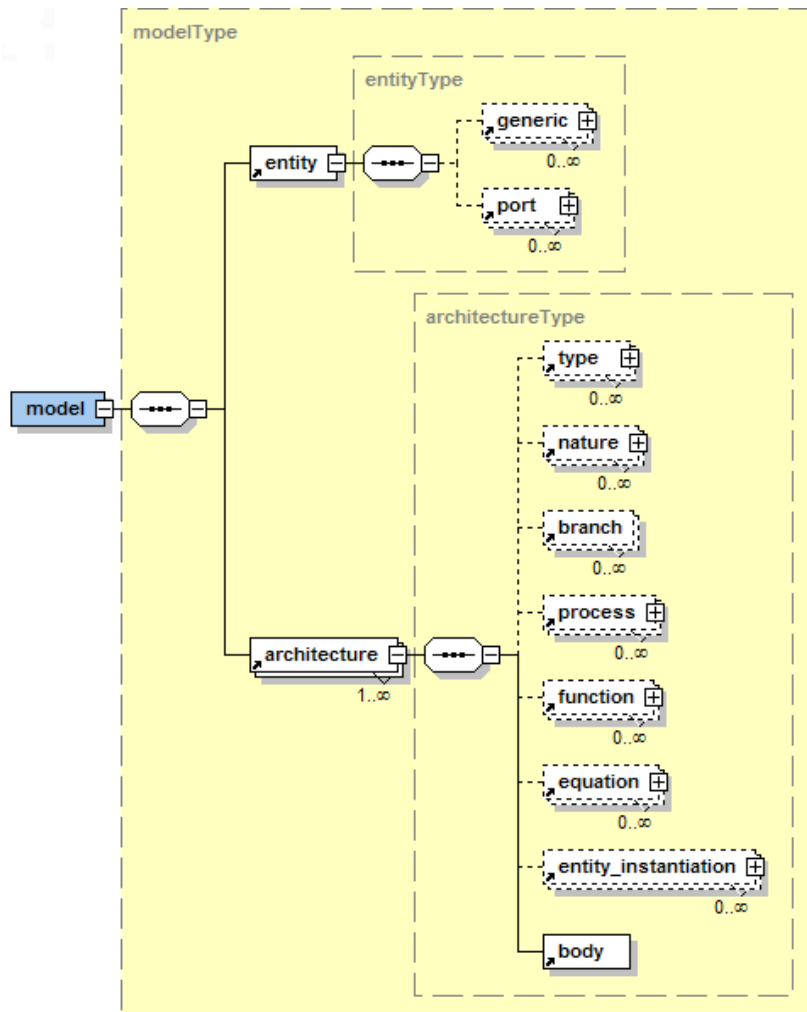 modelType
entityType
generic
0..∞
entity
port
0..∞
architectureType
type
0..∞
model
nature
0..∞
branch
0..∞
process
0..∞
architecture
1..∞
function
0..∞
equation
0..∞
entity_instantiation
0..∞
body